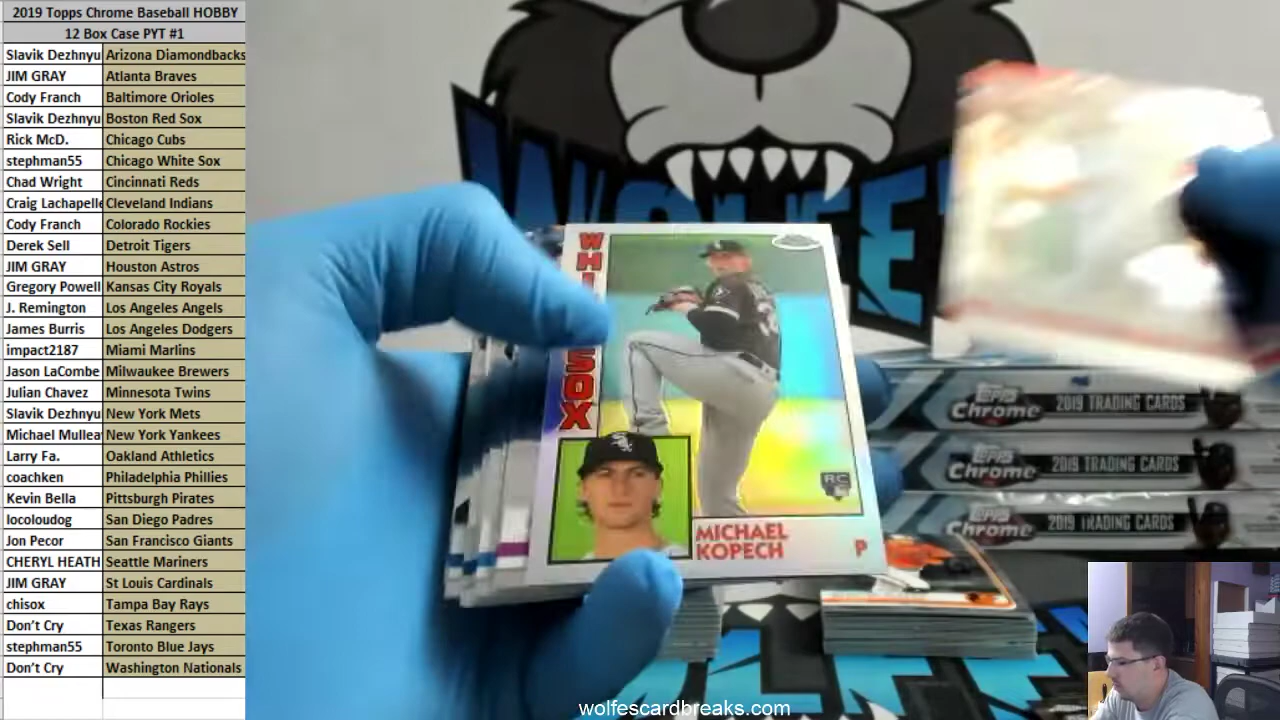 2019 Topps Chrome Baseball HOBBY
12 Box Case PYT #1
Slavik Dezhnyu Arizona Diamondbacks
JIM GRAY Atlanta Braves
Cody Franch Baltimore Orioles
Slavik Dezhnyu Boston Red Sox
Rick McD. Chicago Cubs
stephman55 Chicago White Sox
Chad Wright Cincinnati Reds
Craig Lachapelle Cleveland Indians
Cody Franch Colorado Rockies
Derek Sell Detroit Tigers
JIM GRAY Houston Astros
Gregory Powell Kansas City Royals
J. Remington Los Angeles Angels
James Burris Los Angeles Dodgers
impact2187 Miami Marlins
Jason LaCombe Milwaukee Brewers
Julian Chavez Minnesota Twins
Slavik Dezhnyu New York Mets
Michael Mullea New York Yankees
Larry Fa. Oakland Athletics
coachken Philadelphia Phillies
Kevin Bella Pittsburgh Pirates
locoloudog San Diego Padres
Jon Pecor San Francisco Giants
CHERYL HEATH Seattle Mariners
JIM GRAY St Louis Cardinals
chisox Tampa Bay Rays
Don't Cry Texas Rangers
stephman55 Toronto Blue Jays
Don't Cry Washington Nationals
SOX
MICHAEL
KOPECH P
RC
Topps Chrome 2019 TRADING CARDS
Topps Chrome 2019 TRADING CARDS
Topps Chrome 2019 TRADING CARDS
wolfescardbreaks.com